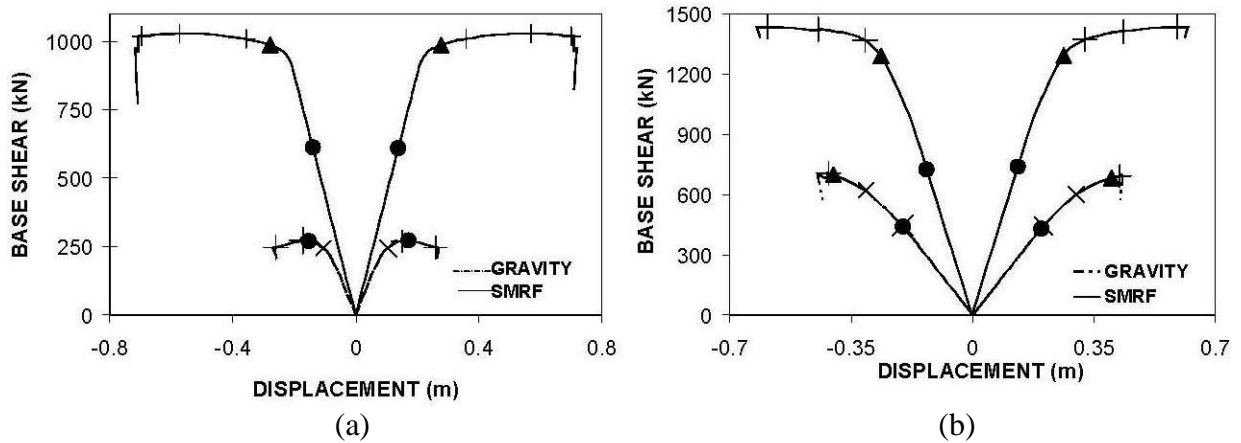 BASE SHEAR (kN)
1000
750
500
250
0
GRAVITY
SMRF
-0.8
-0.4
0
0.4
0.8
DISPLACEMENT (m)
(a)
BASE SHEAR (kN)
1500
1200
900
600
300
0
GRAVITY
SMRF
-0.7
-0.35
0
0.35
0.7
DISPLACEMENT (m)
(b)